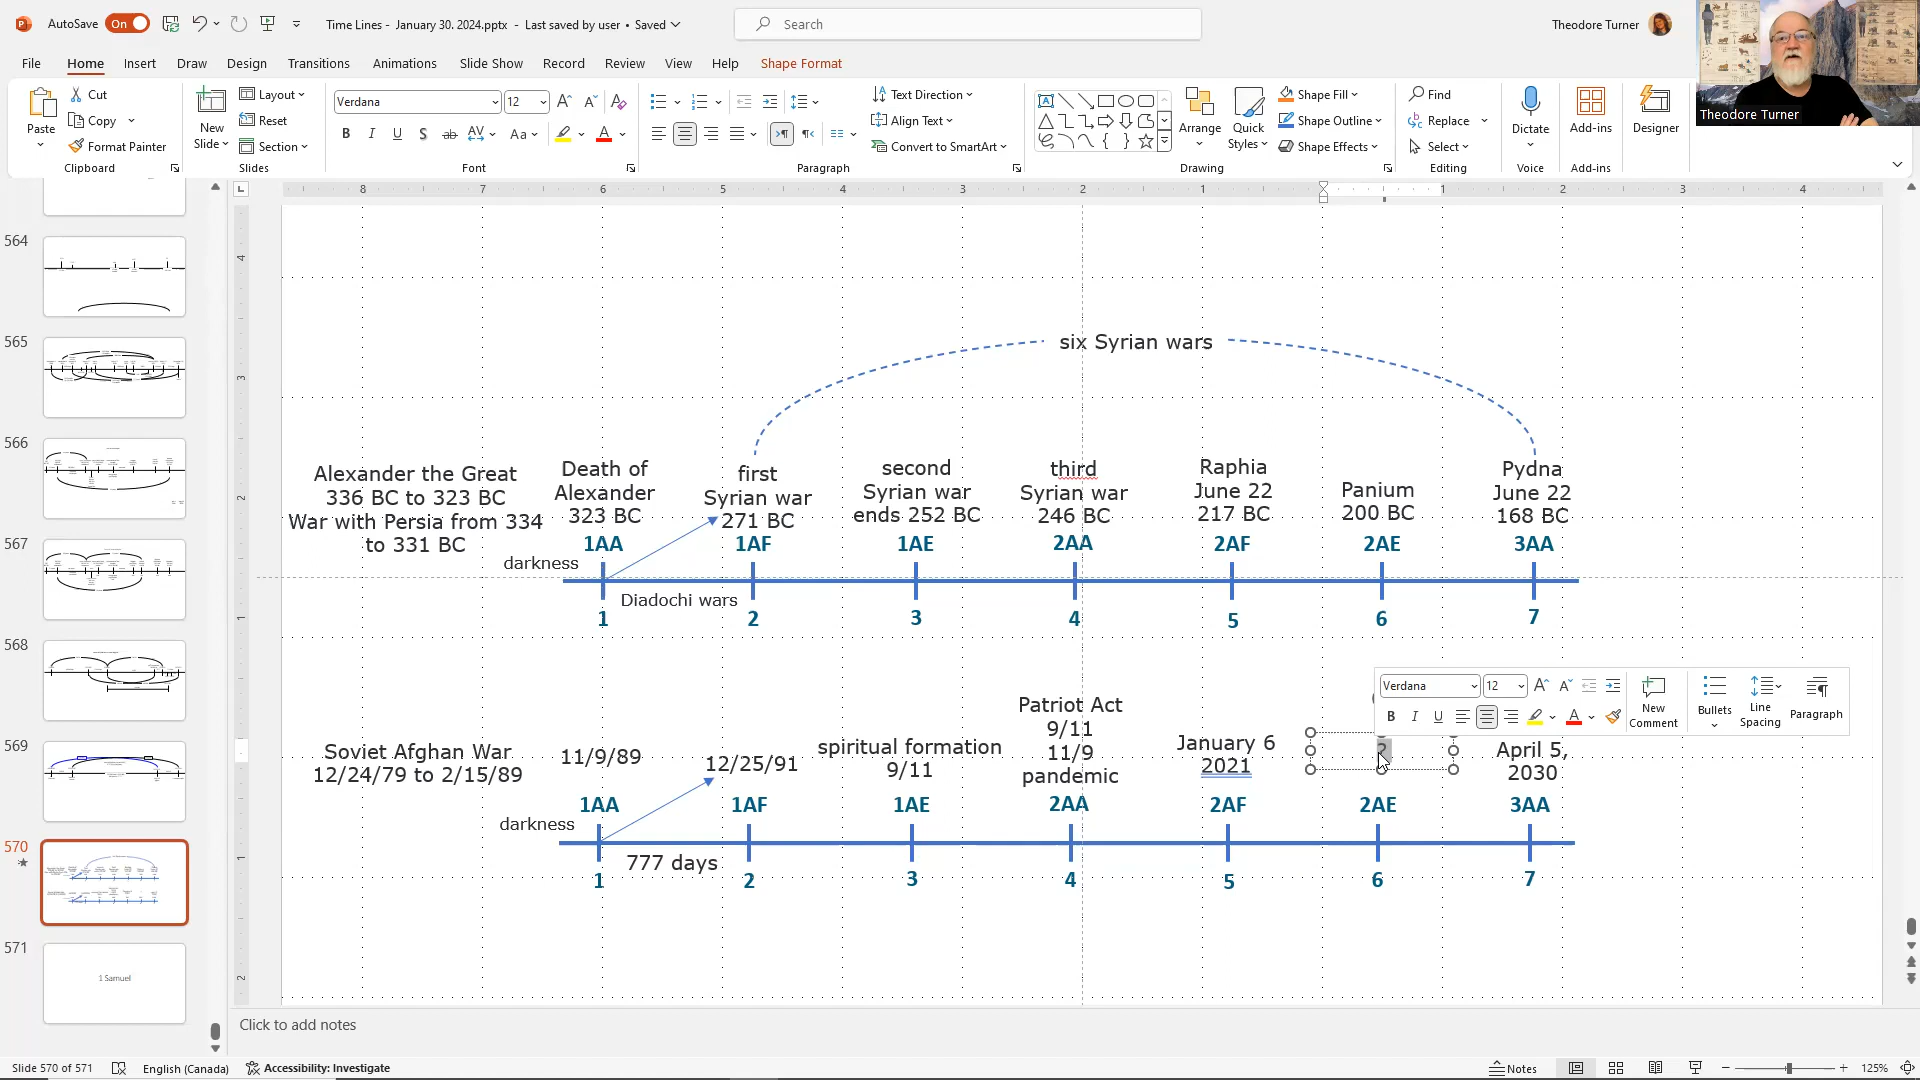 AutoSave
On
Time Lines - January 30. 2024.pptx - Last saved by user • Saved
Search
Theodore Turner
File Home Insert Draw Design Transitions Animations Slide Show Record Review View Help Shape Format
Paste
Cut
Copy
Format Painter
Clipboard
New
Slide
Layout
Reset
Section
Slides
Verdana
12
Font
Paragraph
Text Direction
Align Text
Convert to SmartArt
Arrange
Quick
Styles
Shape Fill
Shape Outline
Shape Effects
Drawing
Find
Replace
Select
Editing
Dictate
Voice
Add-ins
Add-ins
Designer
Theodore Turner
8 7 6 5 4 3 2 1 1 2 3 4
564
565
566
567
568
569
570
571
1 Samuel
six Syrian wars
Alexander the Great
336 BC to 323 BC
War with Persia from 334
to 331 BC
Death of
Alexander
323 BC
1AA
first
Syrian war
271 BC
1AF
second
Syrian war
ends 252 BC
1AE
third
Syrian war
246 BC
2AA
Raphia
June 22
217 BC
2AF
Panium
200 BC
2AE
Pydna
June 22
168 BC
3AA
darkness
Diadochi wars
1 2 3 4 5 6 7
Soviet Afghan War
12/24/79 to 2/15/89
11/9/89
1AA
12/25/91
1AF
spiritual formation
9/11
1AE
Patriot Act
9/11
11/9
pandemic
2AA
January 6
2021
2AF
?
2AE
April 5,
2030
3AA
darkness
777 days
1 2 3 4 5 6 7
Verdana
12
New
Comment
Bullets
Line
Spacing
Paragraph
Click to add notes
Slide 570 of 571
English (Canada)
Accessibility: Investigate
Notes
125%